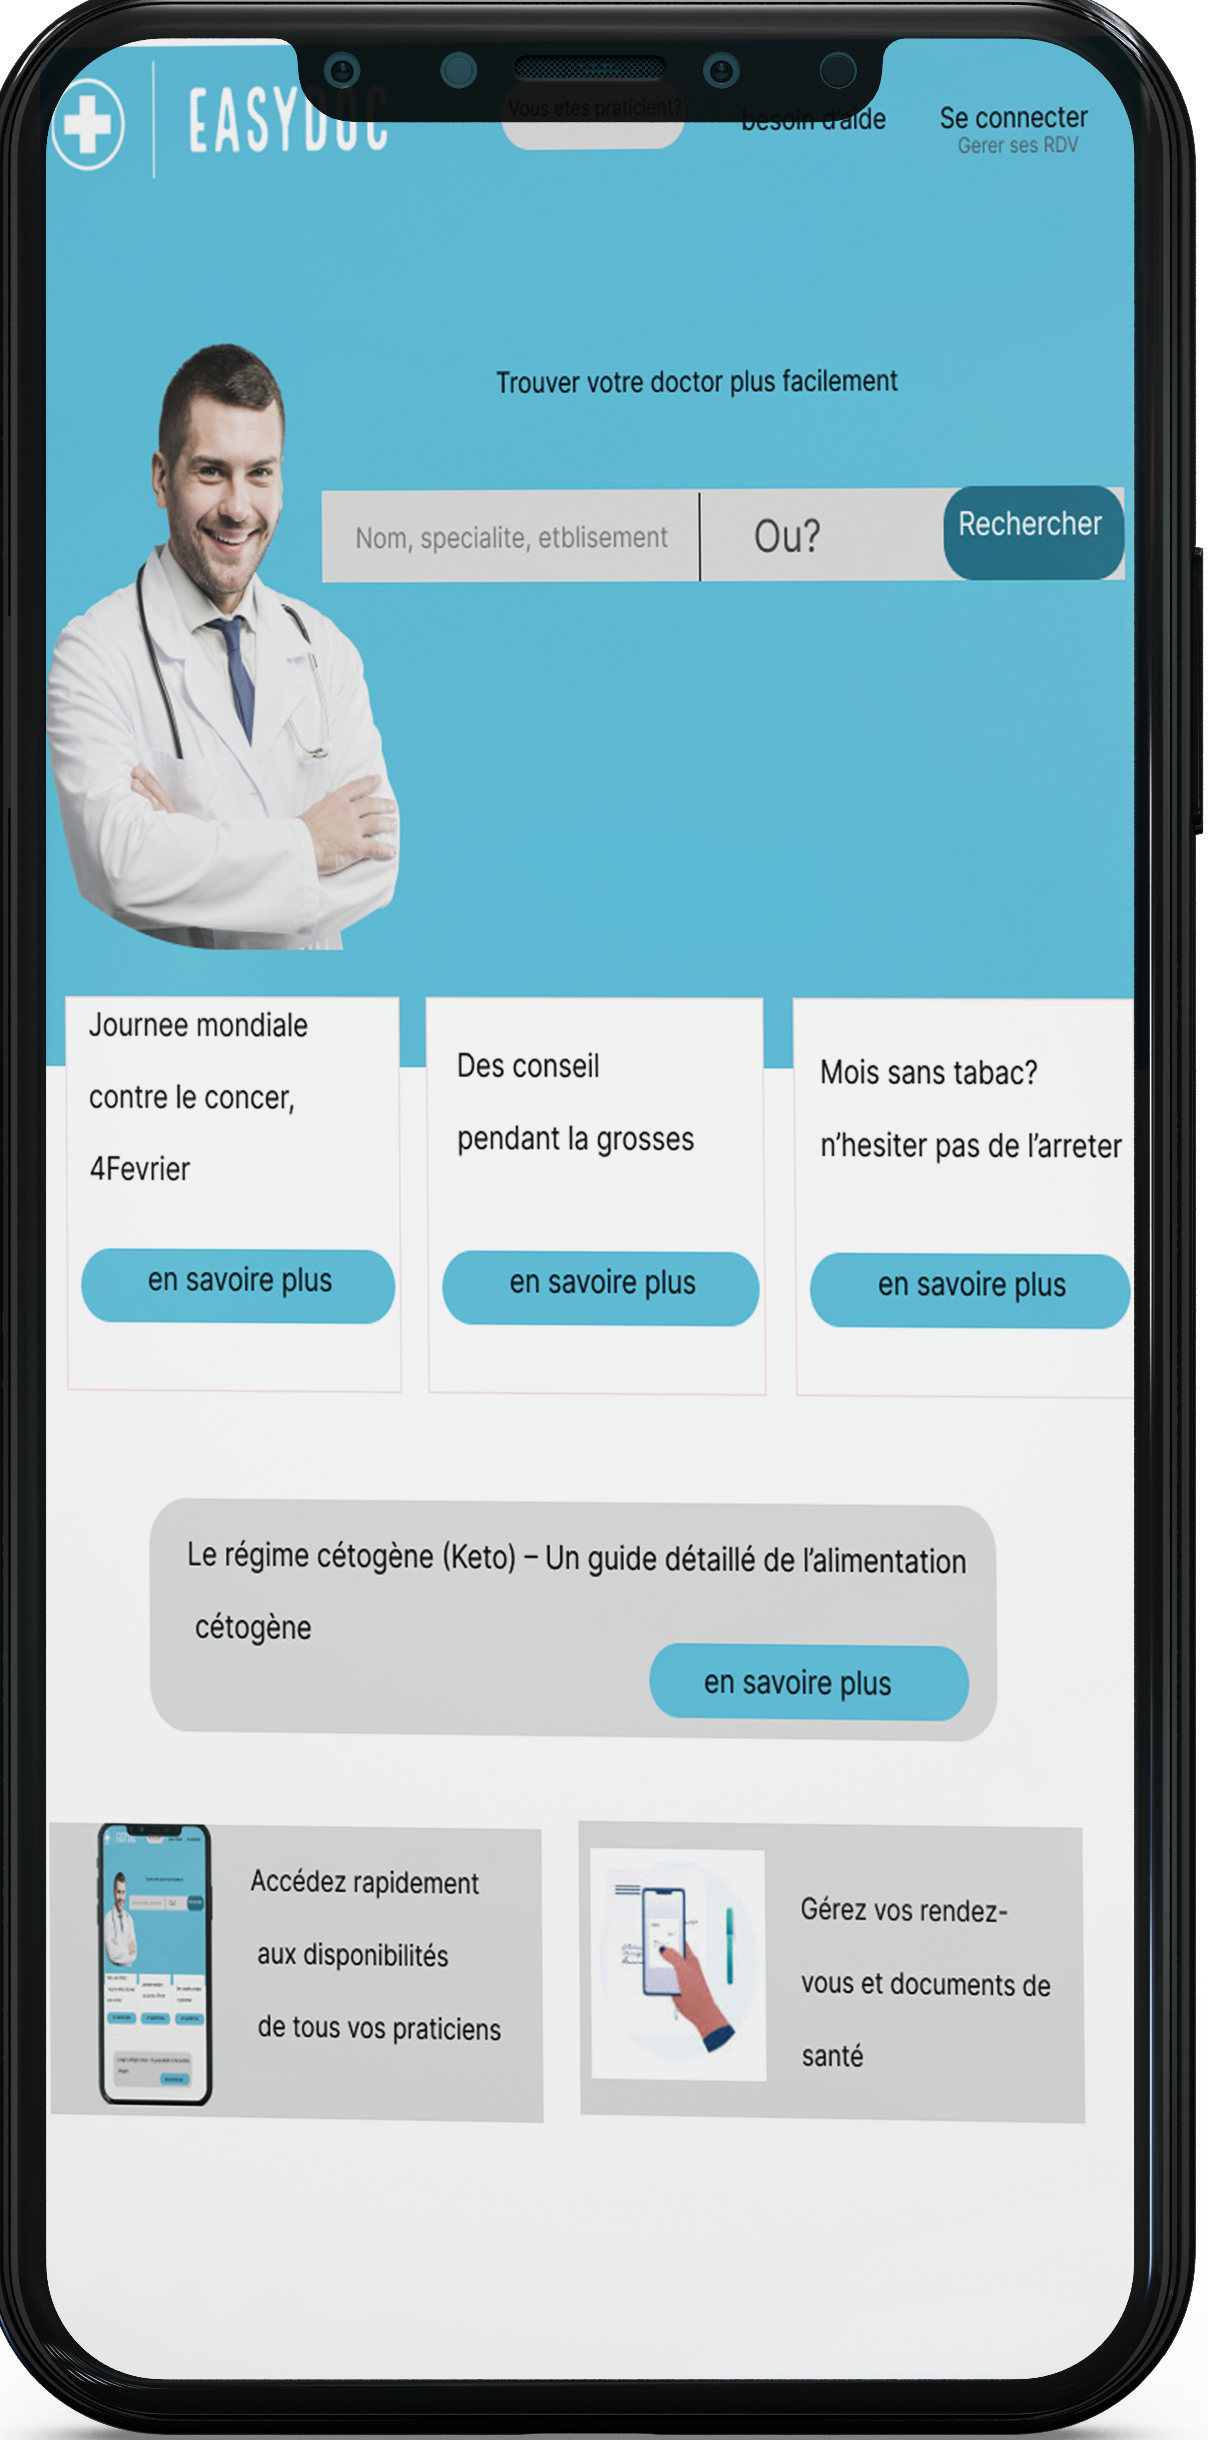 EASYDOC
Vous etes praticient?
besoin d'aide
Se connecter
Gerer ses RDV
Trouver votre doctor plus facilement
Nom, specialite, etblisement
Ou?
Rechercher
Journee mondiale
contre le concer,
4Fevrier
en savoire plus
Des conseil
pendant la grosses
en savoire plus
Mois sans tabac?
n'hesiter pas de l'arreter
en savoire plus
Le régime cétogène (Keto) – Un guide détaillé de l'alimentation
cétogène
en savoire plus
Accédez rapidement
aux disponibilités
de tous vos praticiens
Gérez vos rendez-
vous et documents de
santé